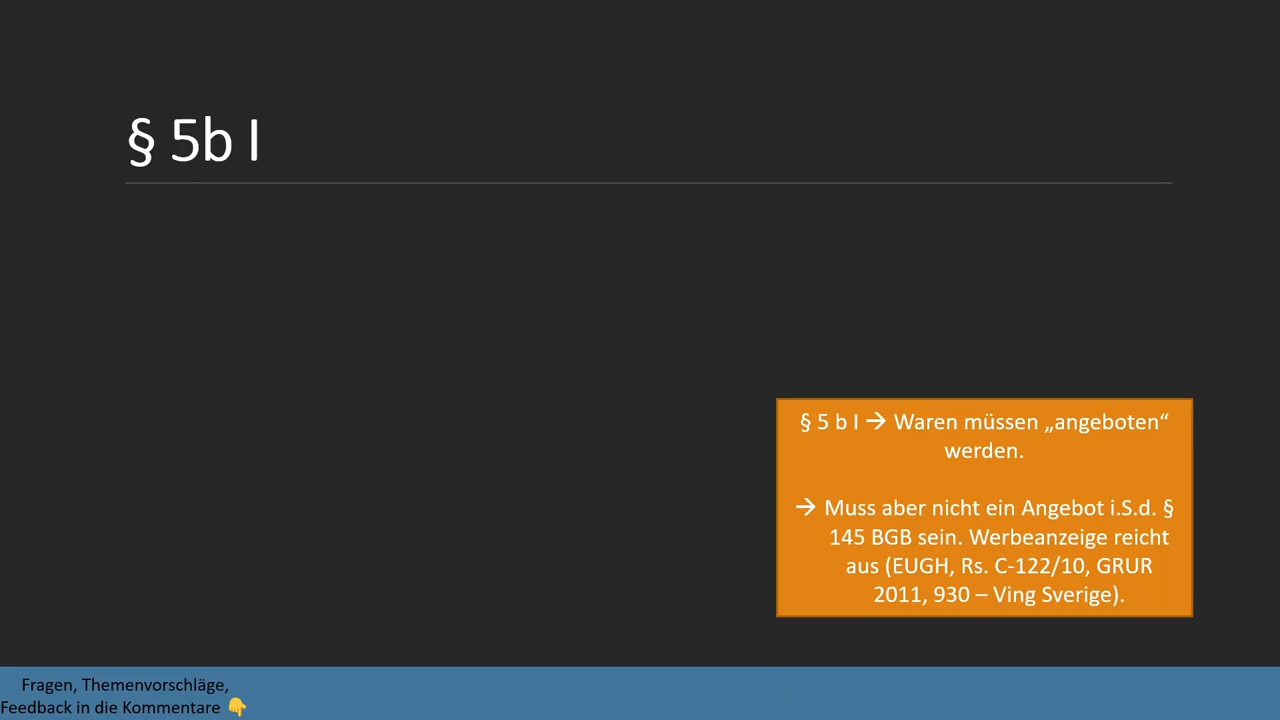 § 5b I
§ 5 b I → Waren müssen „angeboten“
werden.
→ Muss aber nicht ein Angebot i.S.d. §
145 BGB sein. Werbeanzeige reicht
aus (EUGH, Rs. C-122/10, GRUR
2011, 930 – Ving Sverige).
Fragen, Themenvorschläge,
Feedback in die Kommentare 👇